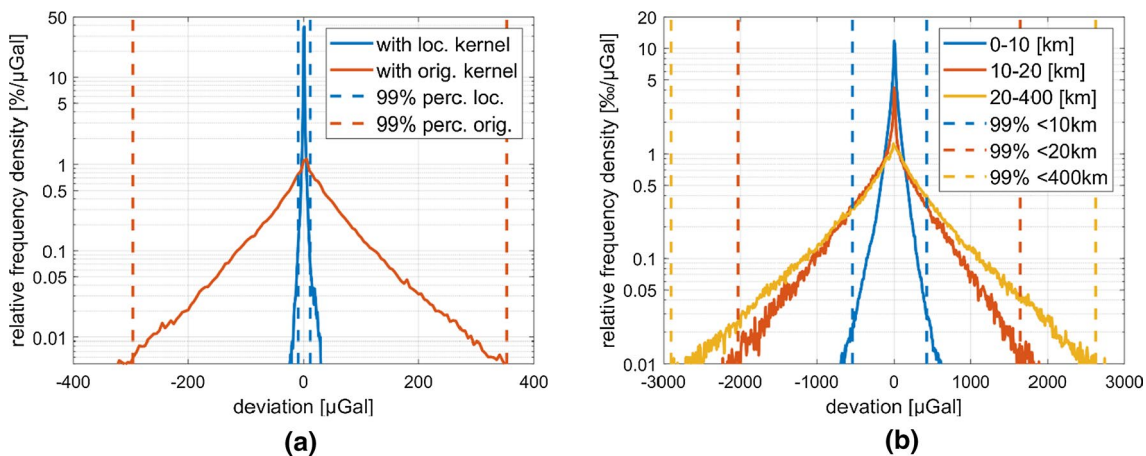 50
10
5
1
0.5
0.1
0.05
0.01
relative frequency density [%/µGal]
with loc. kernel
with orig. kernel
99% perc. loc.
99% perc. orig.
-400
-200
0
200
400
deviation [µGal]
(a)
20
10
5
1
0.5
0.1
0.05
0.01
relative frequency density [‰/µGal]
0-10 [km]
10-20 [km]
20-400 [km]
99% <10km
99% <20km
99% <400km
-3000
-2000
-1000
0
1000
2000
3000
devation [µGal]
(b)